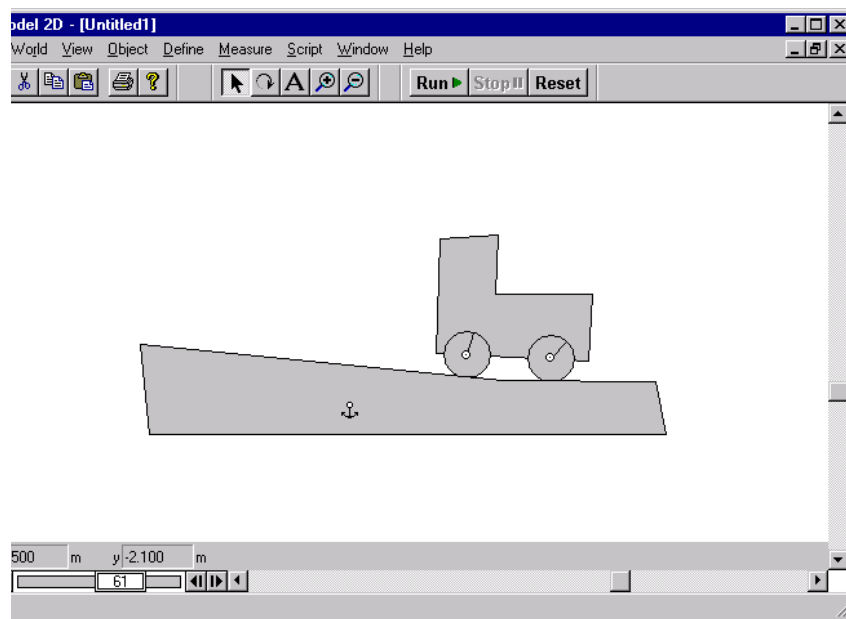 odel 2D - [Untitled1]
World View Object Define Measure Script Window Help
A Run Stop Reset
500 m y -2.100 m
61